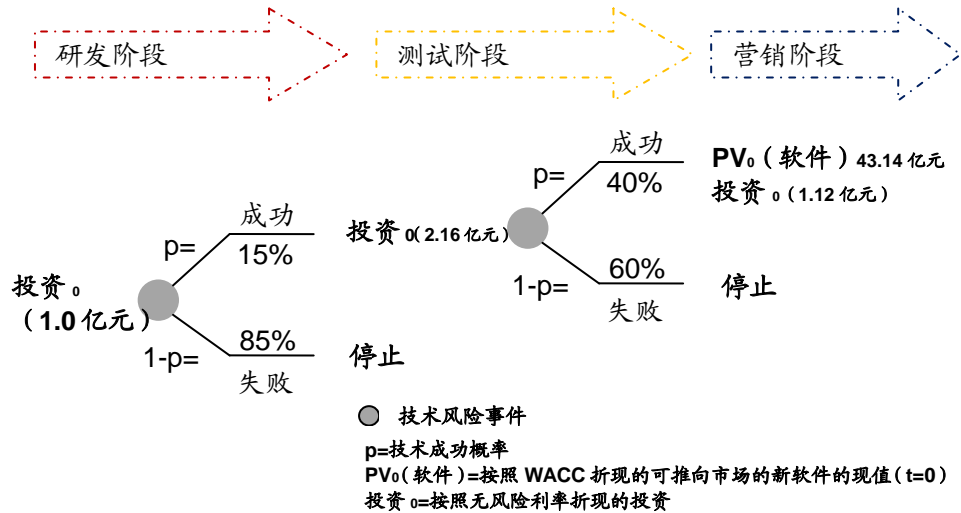 研发阶段
测试阶段
营销阶段
成功
p=
40%
PV₀（软件）43.14 亿元
投资 ₀（1.12 亿元）
成功
p=
15%
投资 ₀（2.16 亿元）
60%
1-p=
失败
停止
投资 ₀
（1.0 亿元）
85%
1-p=
失败
停止
技术风险事件
p=技术成功概率
PV₀（软件）=按照 WACC 折现的可推向市场的新软件的现值（t=0）
投资 ₀=按照无风险利率折现的投资